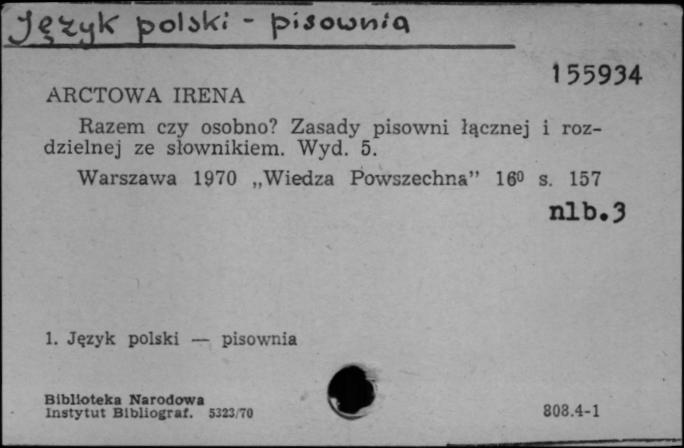 Język polski - pisownia
155934
ARCTOWA IRENA
Razem czy osobno? Zasady pisowni łącznej i roz-
dzielnej ze słownikiem. Wyd. 5.
Warszawa 1970 „Wiedza Powszechna” 16⁰ s. 157
nlb.3
1. Język polski — pisownia
Biblioteka Narodowa
Instytut Bibliograf. 5323/70
808.4-1